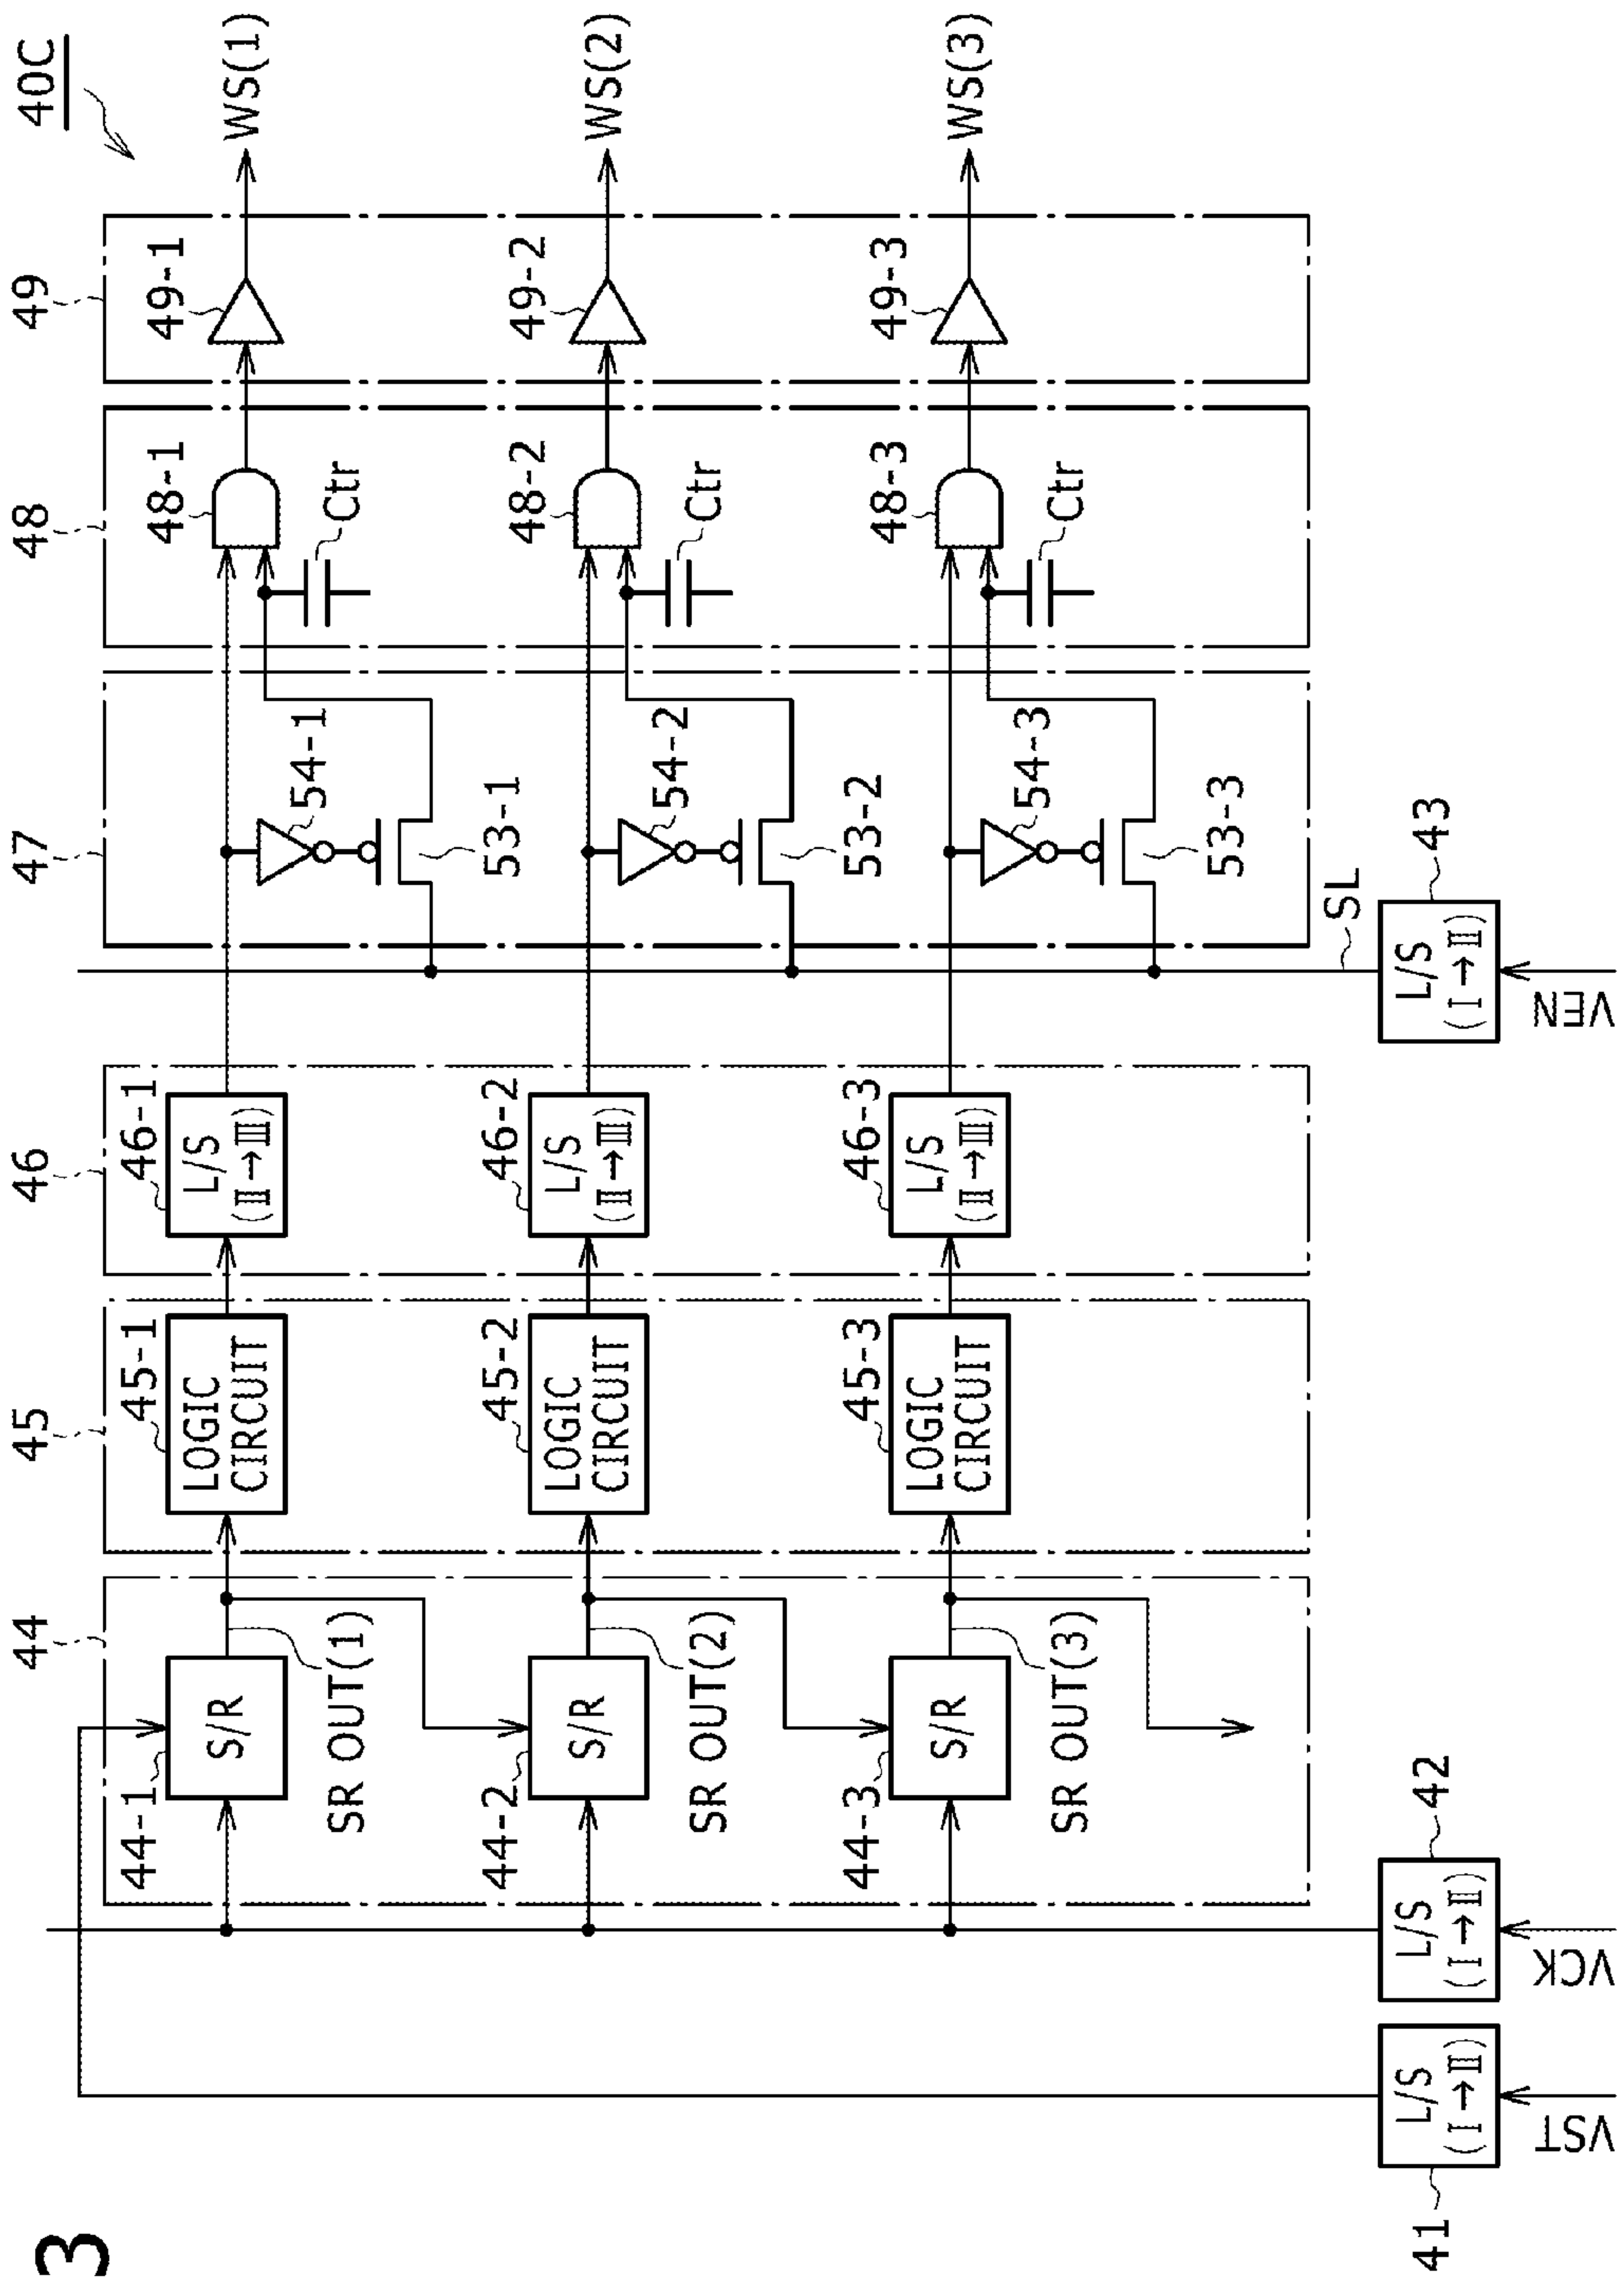 3
40C
44
45
46
47
48
49
44-1
S/R
SR OUT(1)
45-1
LOGIC
CIRCUIT
46-1
L/S
(II→III)
54-1
53-1
48-1
Ctr
49-1
WS(1)
44-2
S/R
SR OUT(2)
45-2
LOGIC
CIRCUIT
46-2
L/S
(II→III)
54-2
53-2
48-2
Ctr
49-2
WS(2)
44-3
S/R
SR OUT(3)
45-3
LOGIC
CIRCUIT
46-3
L/S
(II→III)
54-3
53-3
48-3
Ctr
49-3
WS(3)
41
L/S
(I→II)
VST
42
L/S
(I→II)
VCK
SL
43
L/S
(I→II)
VEN